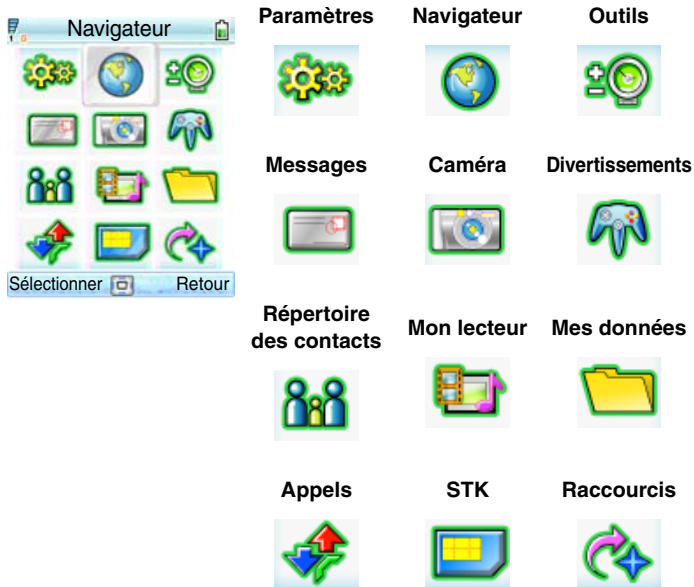 Navigateur
Sélectionner Retour
Paramètres Navigateur Outils
Messages Caméra Divertissements
Répertoire
des contacts Mon lecteur Mes données
Appels STK Raccourcis